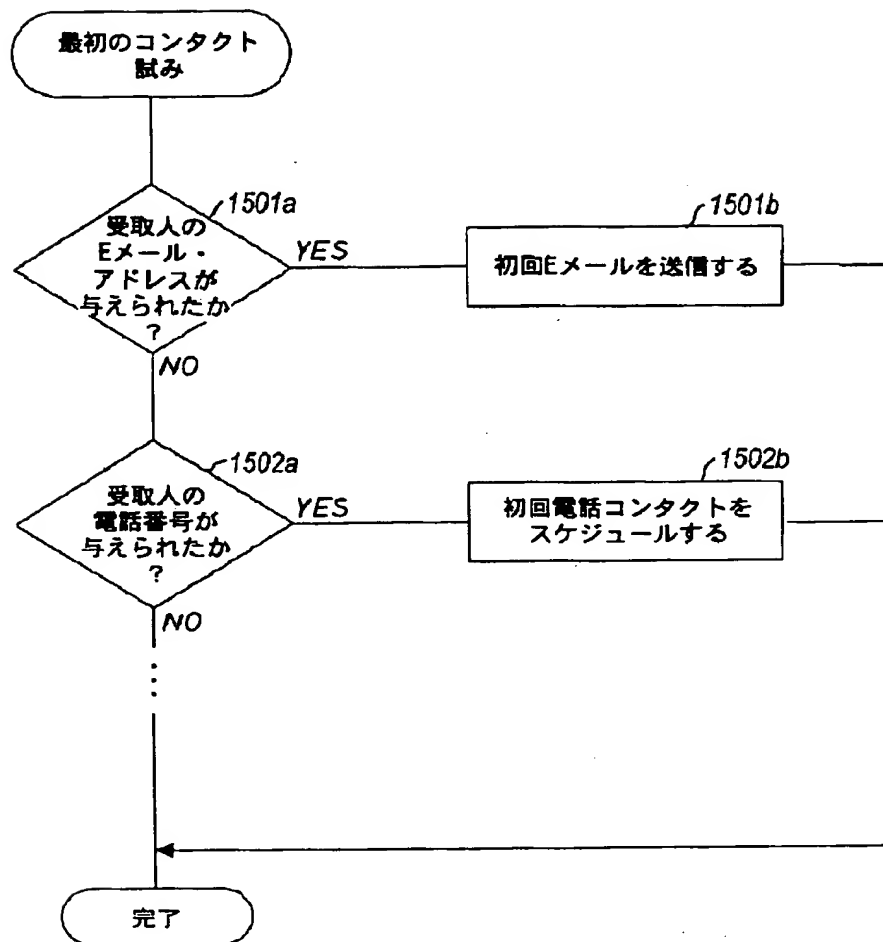 最初のコンタクト
試み
1501a
受取人の
Eメール・
アドレスが
与えられたか
?
YES
NO
1501b
初回Eメールを送信する
1502a
受取人の
電話番号が
与えられたか
?
YES
NO
1502b
初回電話コンタクトを
スケジュールする
完了